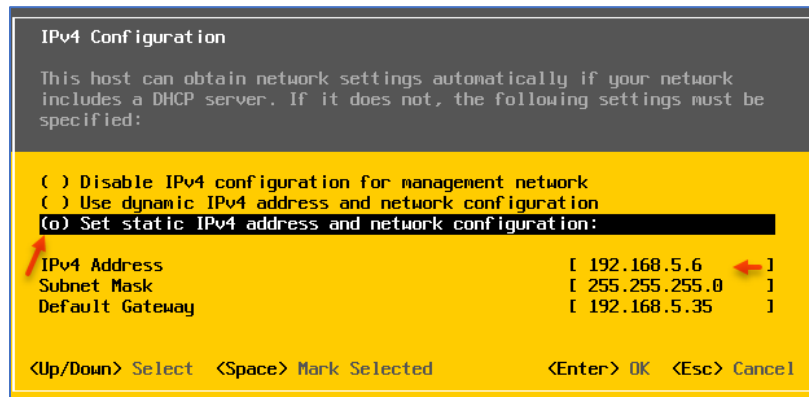 IPv4 Configuration
This host can obtain network settings automatically if your network
includes a DHCP server. If it does not, the following settings must be
specified:
( ) Disable IPv4 configuration for management network
( ) Use dynamic IPv4 address and network configuration
(o) Set static IPv4 address and network configuration:
IPv4 Address [ 192.168.5.6 ]
Subnet Mask [ 255.255.255.0 ]
Default Gateway [ 192.168.5.35 ]
<Up/Down> Select <Space> Mark Selected <Enter> OK <Esc> Cancel